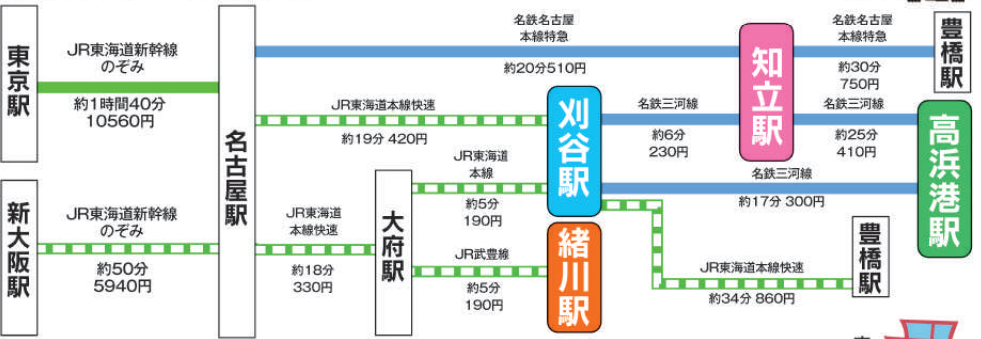 東京駅
JR東海道新幹線
のぞみ
約1時間40分
10560円
新大阪駅
JR東海道新幹線
のぞみ
約50分
5940円
名古屋駅
名鉄名古屋
本線特急
約20分510円
JR東海道本線快速
約19分 420円
JR東海道
本線快速
約18分
330円
大府駅
JR東海道
本線
約5分
190円
JR武豊線
約5分
190円
刈谷駅
緒川駅
名鉄三河線
約6分
230円
知立駅
名鉄名古屋
本線特急
約30分
750円
豊橋駅
名鉄三河線
約25分
410円
名鉄三河線
約17分 300円
高浜港駅
JR東海道本線快速
約34分 860円
豊橋駅